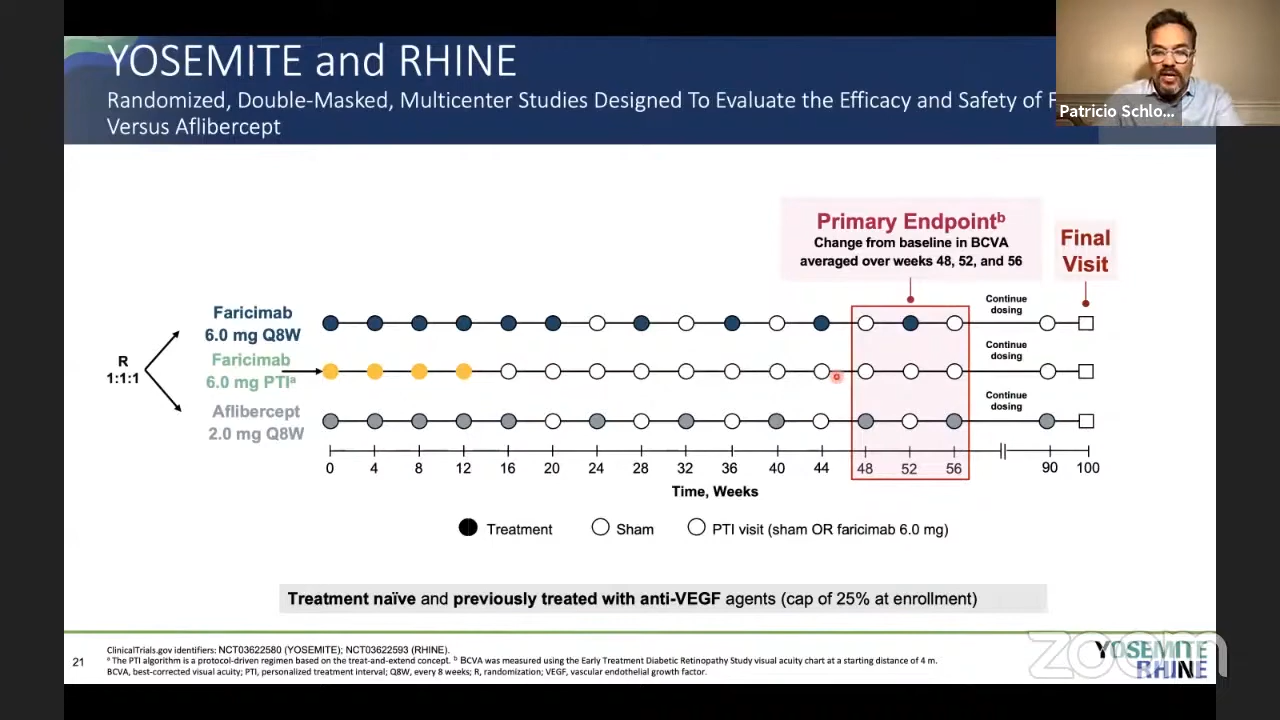 YOSEMITE and RHINE
Randomized, Double-Masked, Multicenter Studies Designed To Evaluate the Efficacy and Safety of
Versus Aflibercept
Patricio Schlo...
Primary Endpointᵇ
Change from baseline in BCVA
averaged over weeks 48, 52, and 56
Final
Visit
R
1:1:1
Faricimab
6.0 mg Q8W
Continue
dosing
Faricimab
6.0 mg PTIᵃ
Continue
dosing
Aflibercept
2.0 mg Q8W
Continue
dosing
0 4 8 12 16 20 24 28 32 36 40 44 48 52 56 90 100
Time, Weeks
Treatment Sham PTI visit (sham OR faricimab 6.0 mg)
Treatment naïve and previously treated with anti-VEGF agents (cap of 25% at enrollment)
21
ClinicalTrials.gov identifiers: NCT03622580 (YOSEMITE); NCT03622593 (RHINE).
ᵃ The PTI algorithm is a protocol-driven regimen based on the treat-and-extend concept. ᵇ BCVA was measured using the Early Treatment Diabetic Retinopathy Study visual acuity chart at a starting distance of 4 m.
BCVA, best-corrected visual acuity; PTI, personalized treatment interval; Q8W, every 8 weeks; R, randomization; VEGF, vascular endothelial growth factor.
zoom
YOSEMITE
RHINE